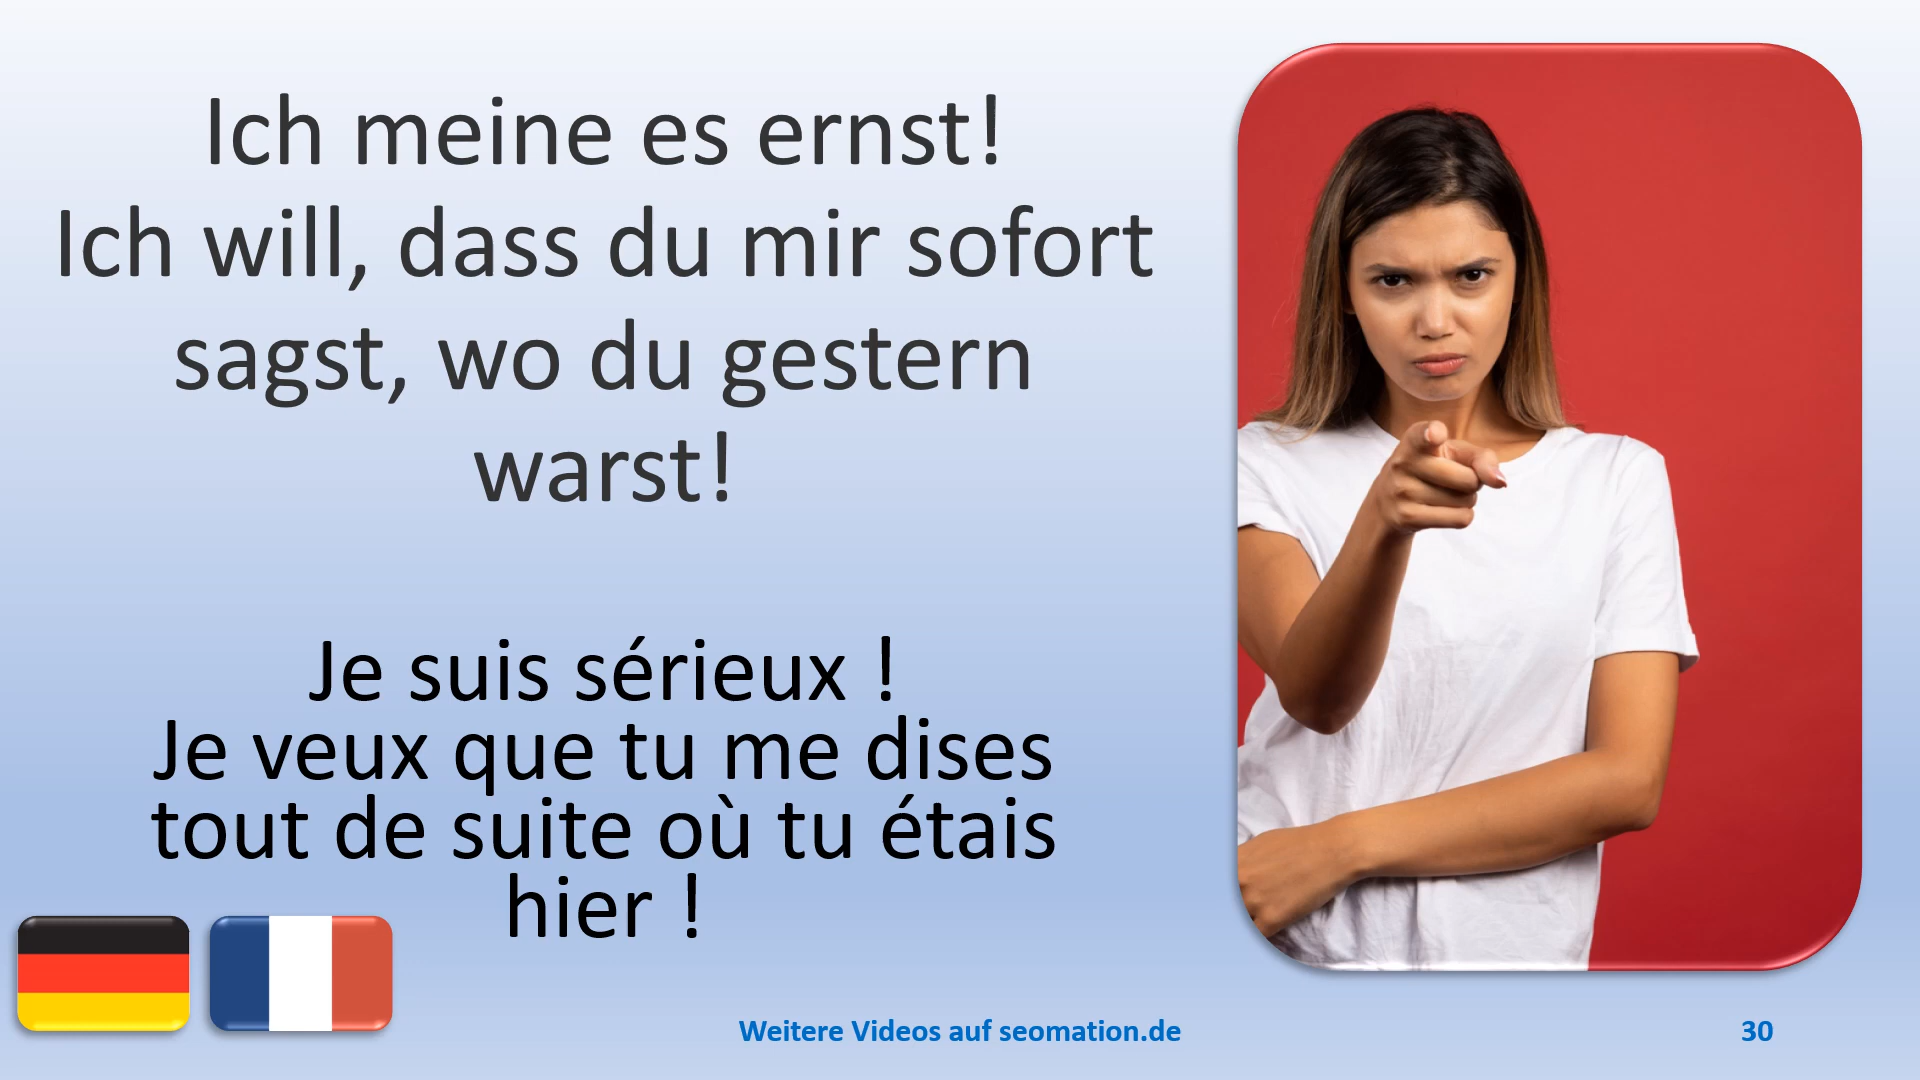 Ich meine es ernst!
Ich will, dass du mir sofort
sagst, wo du gestern
warst!
Je suis sérieux !
Je veux que tu me dises
tout de suite où tu étais
hier !
Weitere Videos auf seomation.de
30